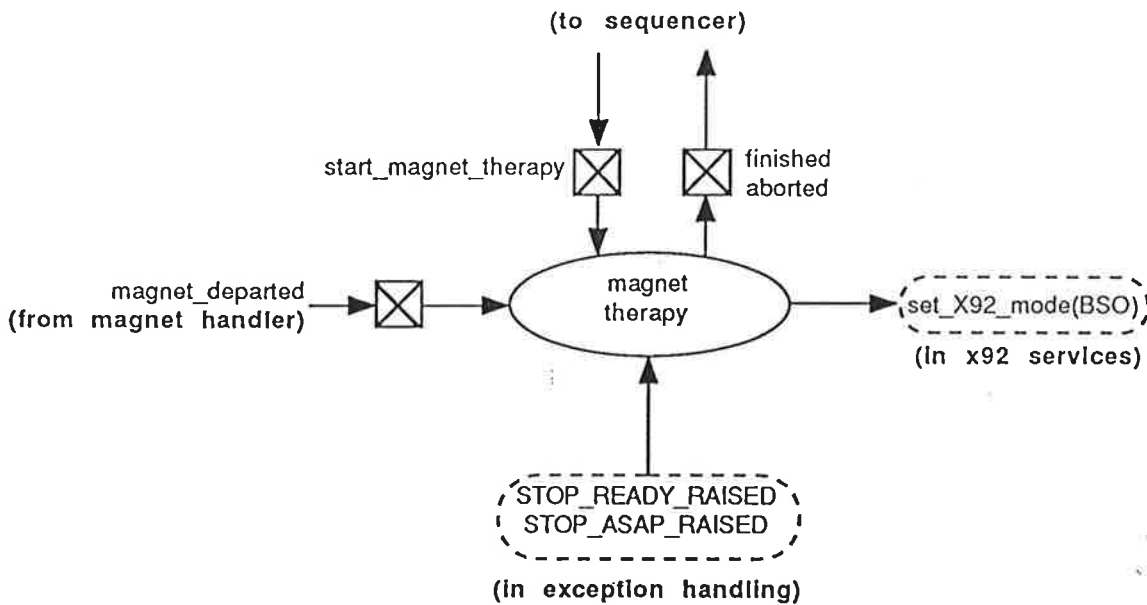 (to sequencer)
start_magnet_therapy
finished
aborted
magnet_departed
(from magnet handler)
magnet
therapy
set_X92_mode(BSO)
(in x92 services)
STOP_READY_RAISED
STOP_ASAP_RAISED
(in exception handling)